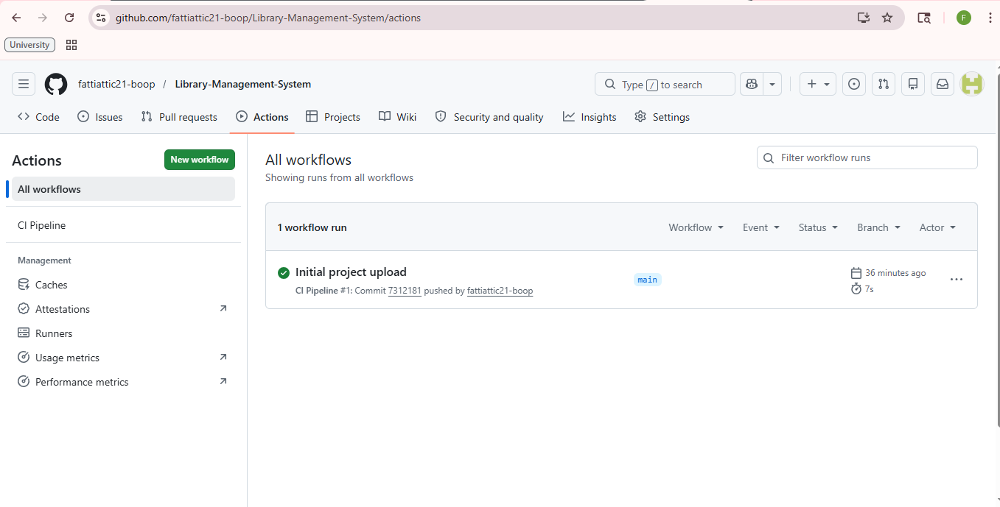 github.com/fattiattic21-boop/Library-Management-System/actions
F
University
fattiattic21-boop / Library-Management-System
Type / to search
Code
Issues
Pull requests
Actions
Projects
Wiki
Security and quality
Insights
Settings
Actions
New workflow
All workflows
CI Pipeline
Management
Caches
Attestations
Runners
Usage metrics
Performance metrics
All workflows
Showing runs from all workflows
Filter workflow runs
1 workflow run
Workflow
Event
Status
Branch
Actor
Initial project upload
CI Pipeline #1: Commit 7312181 pushed by fattiattic21-boop
main
36 minutes ago
7s